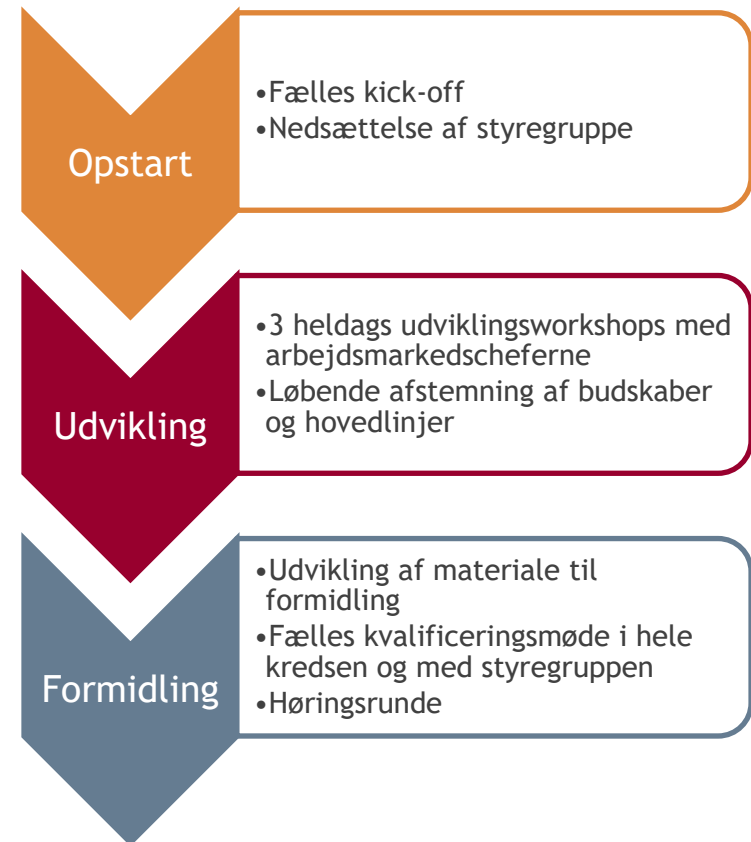 Opstart
•Fælles kick-off
•Nedsættelse af styregruppe
Udvikling
•3 heldags udviklingsworkshops med
arbejdsmarkedscheferne
•Løbende afstemning af budskaber
og hovedlinjer
Formidling
•Udvikling af materiale til
formidling
•Fælles kvalificeringsmøde i hele
kredsen og med styregruppen
•Høringsrunde